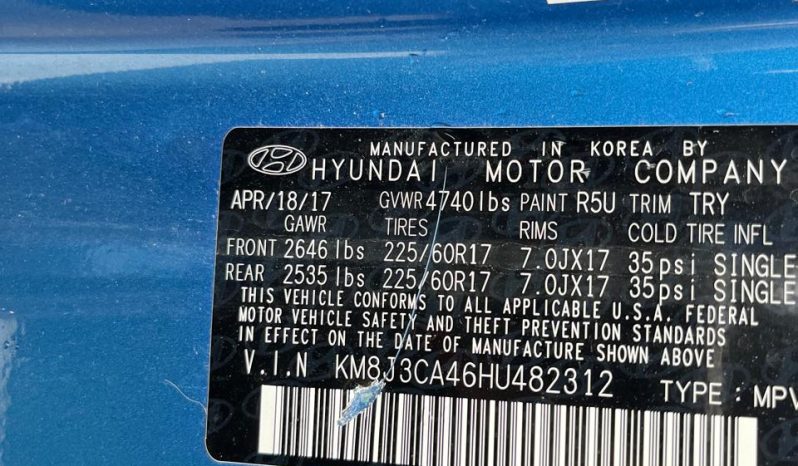 MANUFACTURED IN KOREA BY
HYUNDAI MOTOR COMPANY
APR/18/17 GVWR 4740 lbs PAINT R5U TRIM TRY
GAWR TIRES RIMS COLD TIRE INFL
FRONT 2646 lbs 225/60R17 7.0JX17 35psi SINGLE
REAR 2535 lbs 225/60R17 7.0JX17 35psi SINGLE
THIS VEHICLE CONFORMS TO ALL APPLICABLE U.S.A. FEDERAL
MOTOR VEHICLE SAFETY AND THEFT PREVENTION STANDARDS
IN EFFECT ON THE DATE OF MANUFACTURE SHOWN ABOVE
V.I.N KM8J3CA46HU482312 TYPE : MPV